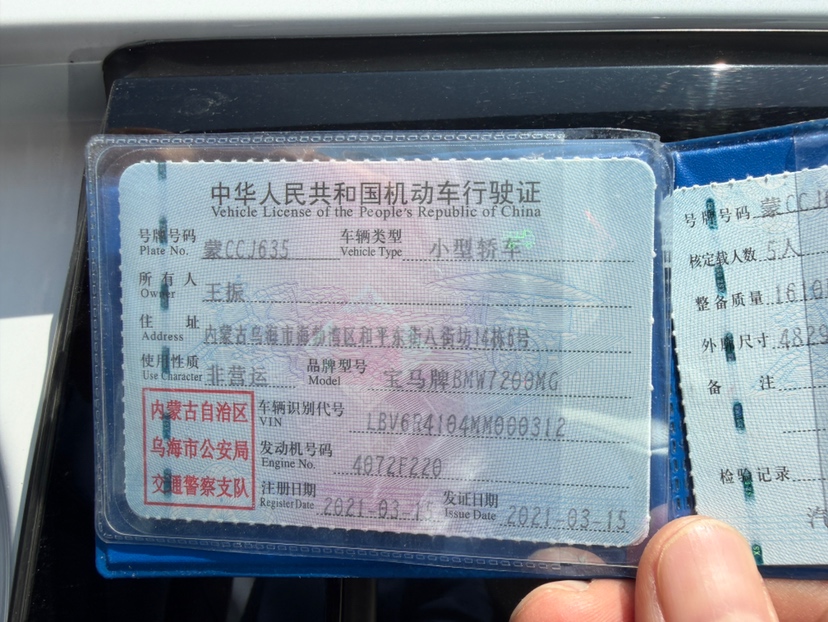 中华人民共和国机动车行驶证
Vehicle License of the People's Republic of China
号牌号码 蒙CCJ635 车辆类型 小型轿车
Plate No. Vehicle Type
所有人 王振
Owner
住址 内蒙古乌海市海勃湾区和平东街八街坊14栋6号
Address
使用性质 非营运 品牌型号 宝马牌BMW7200MG
Use Character Model
内蒙古自治区
乌海市公安局
交通警察支队
车辆识别代号 LBV6R4104MM000312
VIN
发动机号码 4072F220
Engine No.
注册日期 2021-03-15 发证日期 2021-03-15
Register Date Issue Date
号牌号码 蒙CCJ
核定载人数 5人
整备质量 1610
外廓尺寸 4829
备注
检验记录